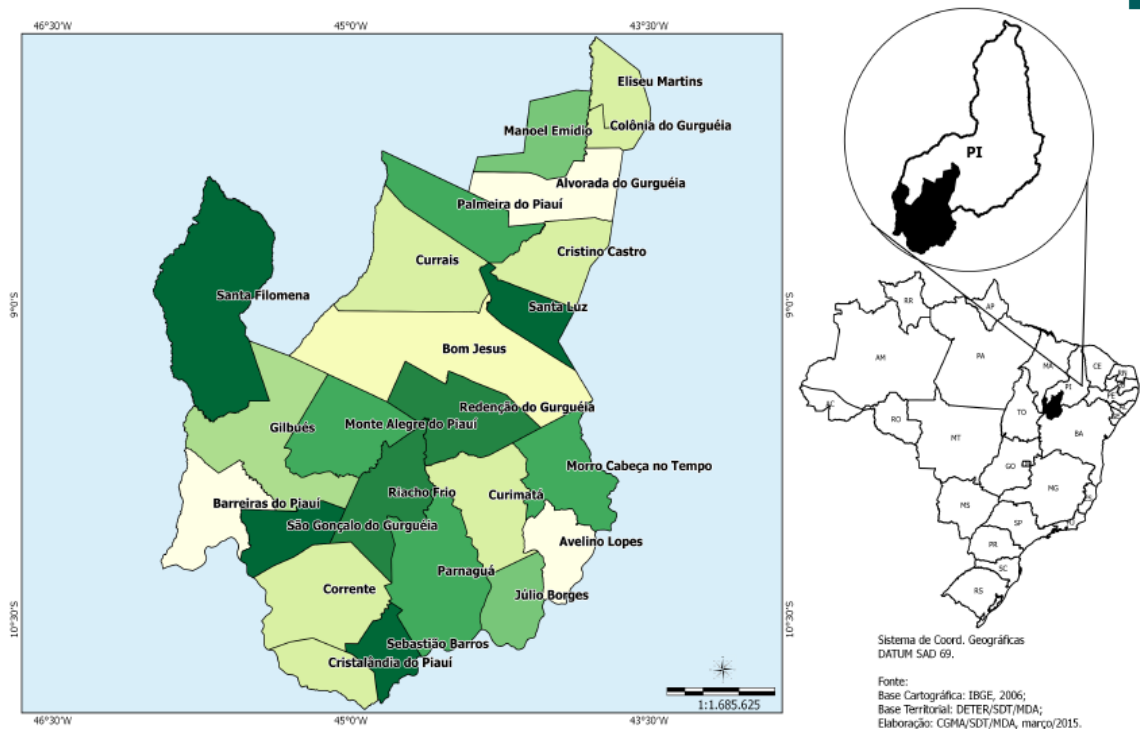 46°30'W
45°0'W
43°30'W
Eliseu Martins
Manoel Emídio
Colônia do Gurguéia
Alvorada do Gurguéia
Palmeira do Piauí
Cristino Castro
Currais
9°0'S
9°0'S
Santa Filomena
Santa Luz
Bom Jesus
Redenção do Gurguéia
Gilbués
Monte Alegre do Piauí
Morro Cabeça no Tempo
Riacho Frio
Curimatá
Barreiras do Piauí
São Gonçalo do Gurguéia
Avelino Lopes
Parnaguá
Corrente
Júlio Borges
10°30'S
10°30'S
Sebastião Barros
Cristalândia do Piauí
1:1.685.625
46°30'W
45°0'W
43°30'W
PI
RR
AP
AM
PA
MA
CE
RN
PI
PE
AC
TO
RO
BA
MT
GO
MG
MS
SP
PR
SC
RS
Sistema de Coord. Geográficas
DATUM SAD 69.
Fonte:
Base Cartográfica: IBGE, 2006;
Base Territorial: DETER/SDT/MDA;
Elaboração: CGMA/SDT/MDA, março/2015.